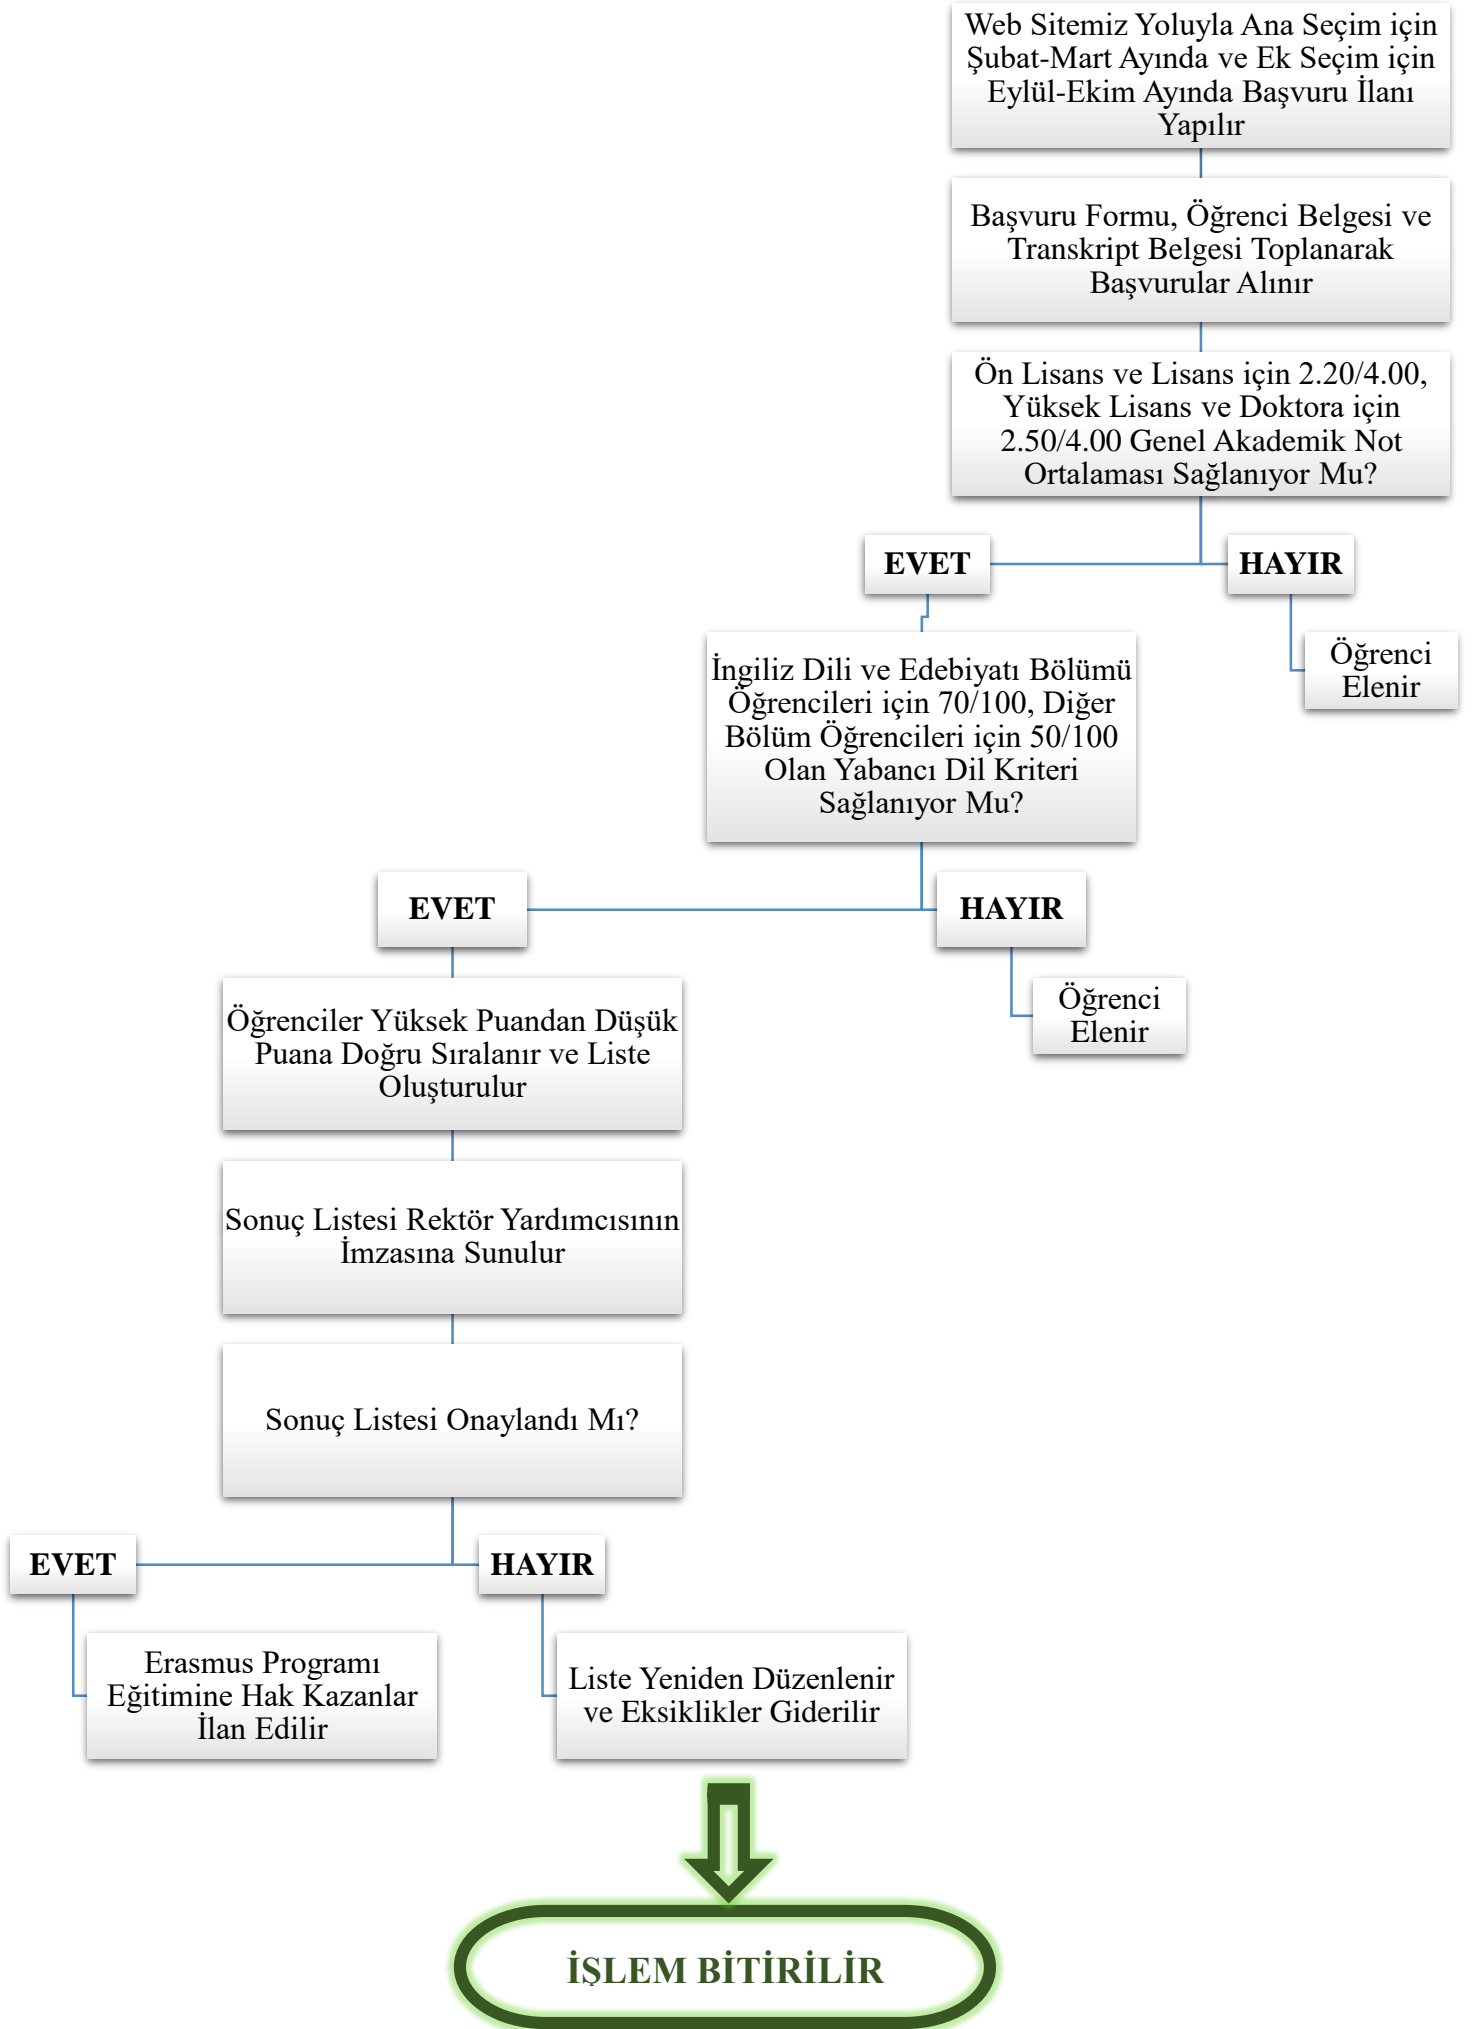 Web Sitemiz Yoluyla Ana Seçim için
Şubat-Mart Ayında ve Ek Seçim için
Eylül-Ekim Ayında Başvuru İlanı
Yapılır
Başvuru Formu, Öğrenci Belgesi ve
Transkript Belgesi Toplanarak
Başvurular Alınır
Ön Lisans ve Lisans için 2.20/4.00,
Yüksek Lisans ve Doktora için
2.50/4.00 Genel Akademik Not
Ortalaması Sağlanıyor Mu?
EVET
HAYIR
Öğrenci
Elenir
İngiliz Dili ve Edebiyatı Bölümü
Öğrencileri için 70/100, Diğer
Bölüm Öğrencileri için 50/100
Olan Yabancı Dil Kriteri
Sağlanıyor Mu?
EVET
HAYIR
Öğrenci
Elenir
Öğrenciler Yüksek Puandan Düşük
Puana Doğru Sıralanır ve Liste
Oluşturulur
Sonuç Listesi Rektör Yardımcısının
İmzasına Sunulur
Sonuç Listesi Onaylandı Mı?
EVET
HAYIR
Erasmus Programı
Eğitimine Hak Kazanlar
İlan Edilir
Liste Yeniden Düzenlenir
ve Eksiklikler Giderilir
İŞLEM BİTİRİLİR